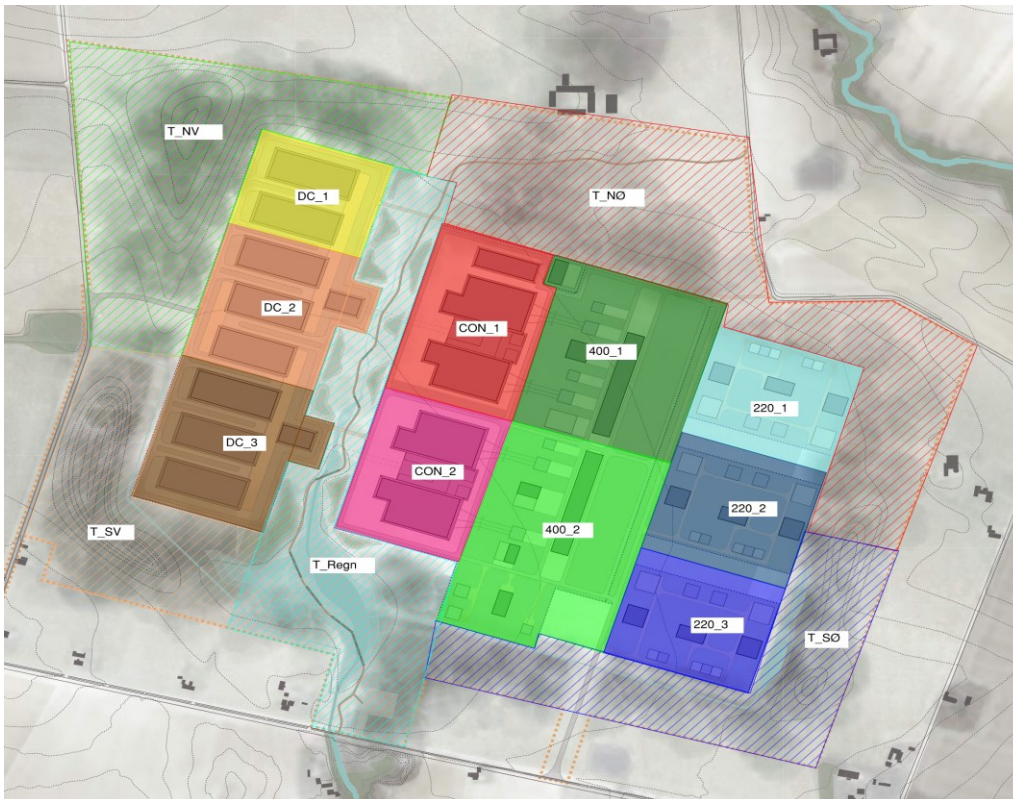 T_NV
DC_1
T_NØ
DC_2
CON_1
400_1
220_1
DC_3
CON_2
220_2
T_SV
400_2
T_Regn
220_3
T_SØ